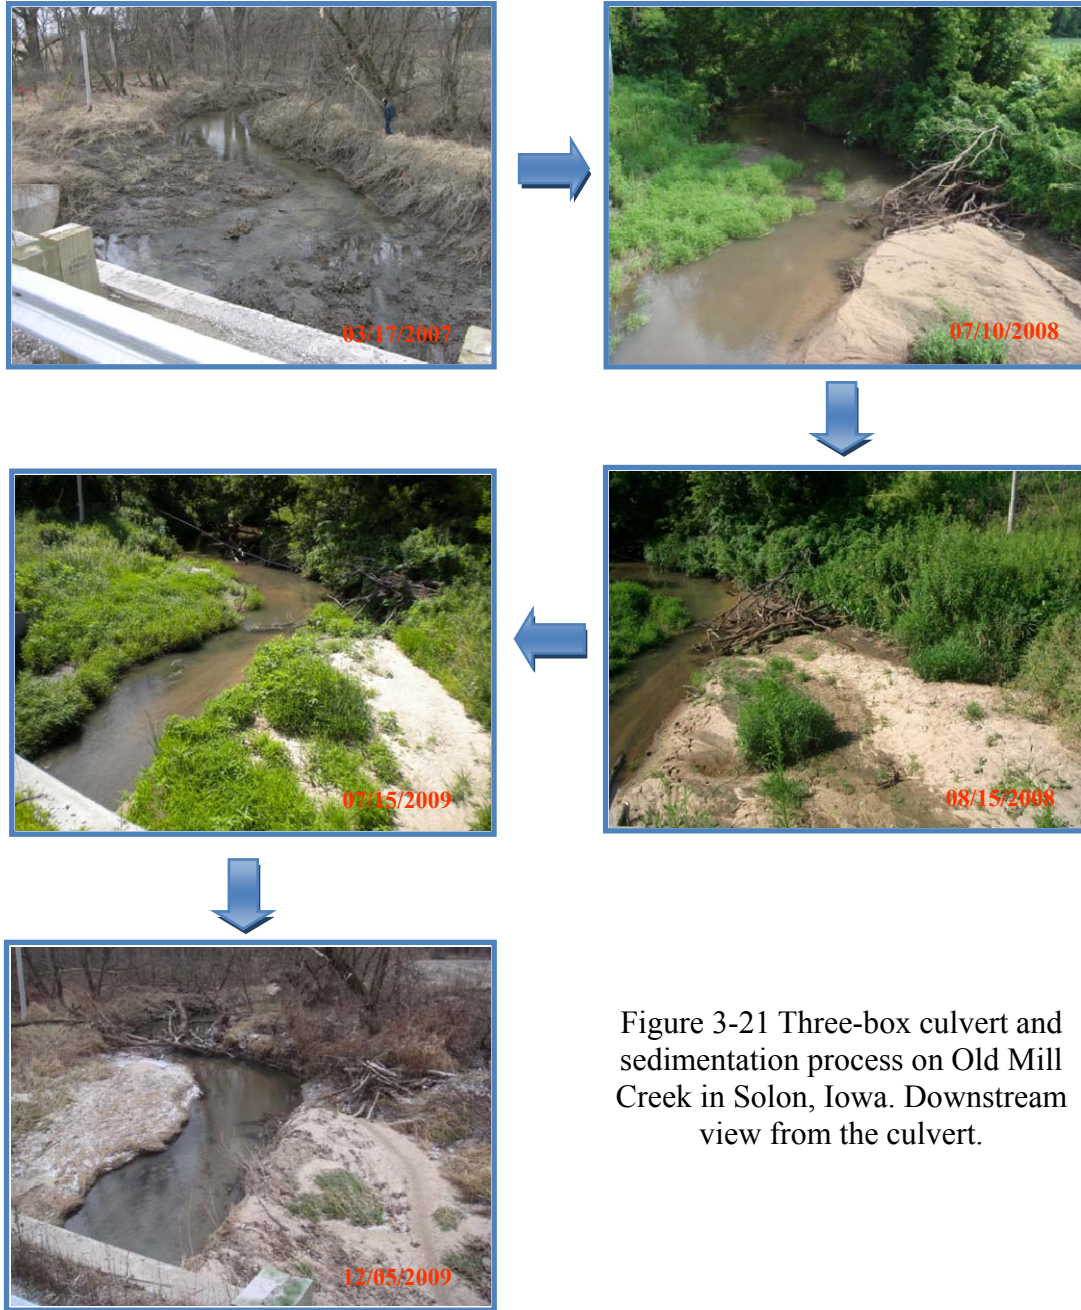 03/17/2007
07/10/2008
07/15/2009
08/15/2008
12/05/2009
Figure 3-21 Three-box culvert and
sedimentation process on Old Mill
Creek in Solon, Iowa. Downstream
view from the culvert.